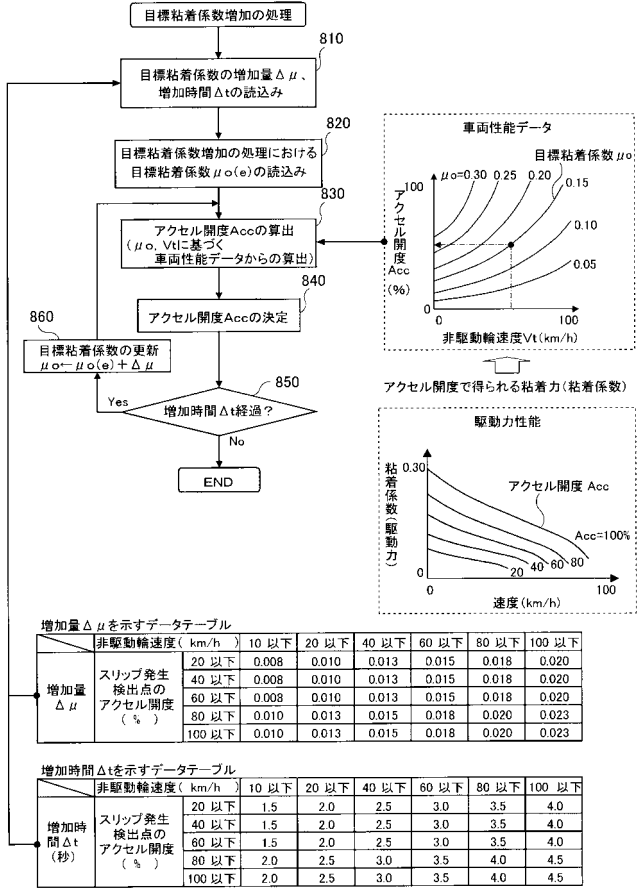 目標粘着係数増加の処理
810
目標粘着係数の増加量Δμ、
増加時間Δtの読込み
820
目標粘着係数増加の処理における
目標粘着係数μo(e)の読込み
830
アクセル開度Accの算出
(μo, Vtに基づく
車両性能データからの算出)
840
アクセル開度Accの決定
860
目標粘着係数の更新
μo←μo(e)+Δμ
850
増加時間Δt経過?
Yes
No
END
車両性能データ
目標粘着係数μo
μo=0.30
0.25
0.20
0.15
0.10
0.05
アクセル開度Acc(%)
100
0
0
100
非駆動輪速度Vt(km/h)
アクセル開度で得られる粘着力(粘着係数)
駆動力性能
粘着係数(駆動力)
0.30
0
アクセル開度 Acc
Acc=100%
20
40
60
80
0
100
速度(km/h)
増加量Δμを示すデータテーブル
非駆動輪速度( km/h ) 10 以下 20 以下 40 以下 60 以下 80 以下 100 以下
増加量
Δμ
スリップ発生
検出点の
アクセル開度
( % )
20 以下 0.008 0.010 0.013 0.015 0.018 0.020
40 以下 0.008 0.010 0.013 0.015 0.018 0.020
60 以下 0.008 0.010 0.013 0.015 0.018 0.020
80 以下 0.010 0.013 0.015 0.018 0.020 0.023
100 以下 0.010 0.013 0.015 0.018 0.020 0.023
増加時間Δtを示すデータテーブル
非駆動輪速度( km/h ) 10 以下 20 以下 40 以下 60 以下 80 以下 100 以下
増加時
間Δt
(秒)
スリップ発生
検出点の
アクセル開度
( % )
20 以下 1.5 2.0 2.5 3.0 3.5 4.0
40 以下 1.5 2.0 2.5 3.0 3.5 4.0
60 以下 1.5 2.0 2.5 3.0 3.5 4.0
80 以下 2.0 2.5 3.0 3.5 4.0 4.5
100 以下 2.0 2.5 3.0 3.5 4.0 4.5